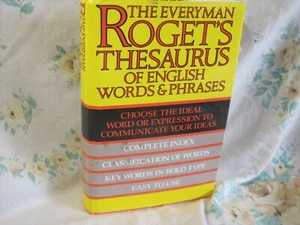 THE EVERYMAN
ROGET'S
THESAURUS
OF ENGLISH
WORDS & PHRASES
CHOOSE THE IDEAL
WORD OR EXPRESSION TO
COMMUNICATE YOUR IDEAS
COMPLETE INDEX
CLASSIFICATION OF WORDS
KEY WORDS IN BOLD TYPE
EASY TO USE